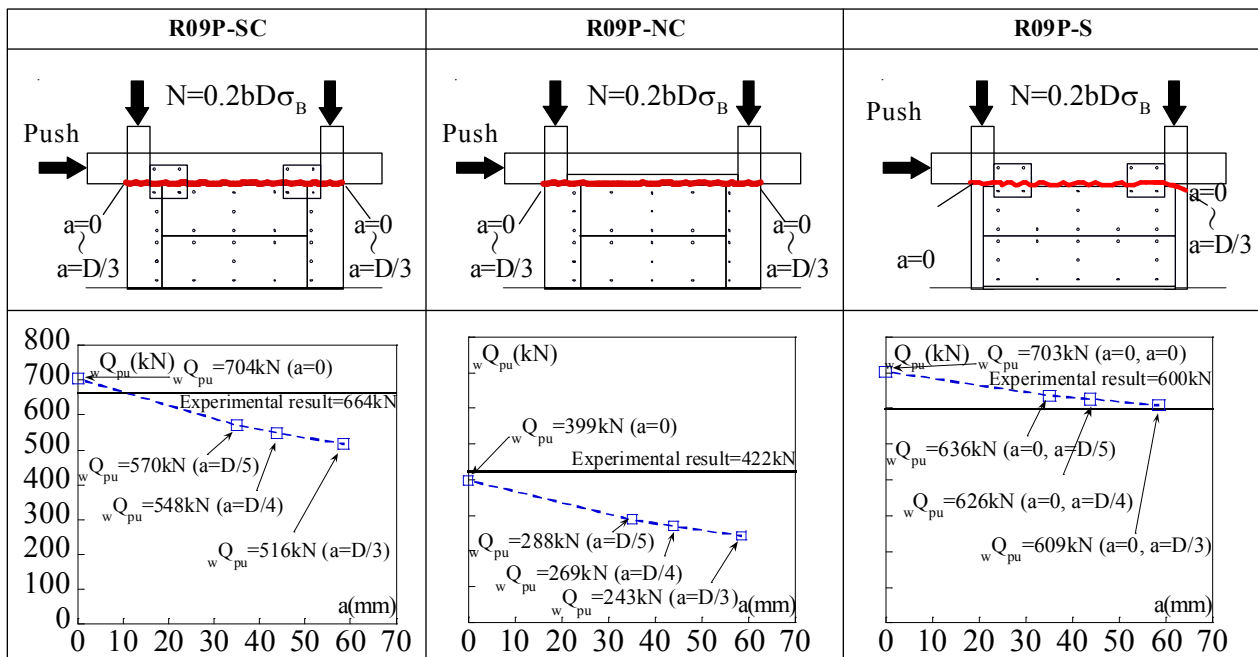 R09P-SC
R09P-NC
R09P-S
N=0.2bDσB
Push
a=0
~
a=D/3
a=0
~
a=D/3
N=0.2bDσB
Push
a=0
~
a=D/3
a=0
~
a=D/3
N=0.2bDσB
Push
a=0
a=0
~
a=D/3
800
700
600
500
400
300
200
100
0
wQpu(kN)
wQpu=704kN (a=0)
Experimental result=664kN
wQpu=570kN (a=D/5)
wQpu=548kN (a=D/4)
wQpu=516kN (a=D/3)
a(mm)
0 10 20 30 40 50 60 70
wQpu(kN)
wQpu=399kN (a=0)
Experimental result=422kN
wQpu=288kN (a=D/5)
wQpu=269kN (a=D/4)
wQpu=243kN (a=D/3)
a(mm)
0 10 20 30 40 50 60 70
wQpu(kN)
wQpu=703kN (a=0, a=0)
Experimental result=600kN
wQpu=636kN (a=0, a=D/5)
wQpu=626kN (a=0, a=D/4)
wQpu=609kN (a=0, a=D/3)
a(mm)
0 10 20 30 40 50 60 70